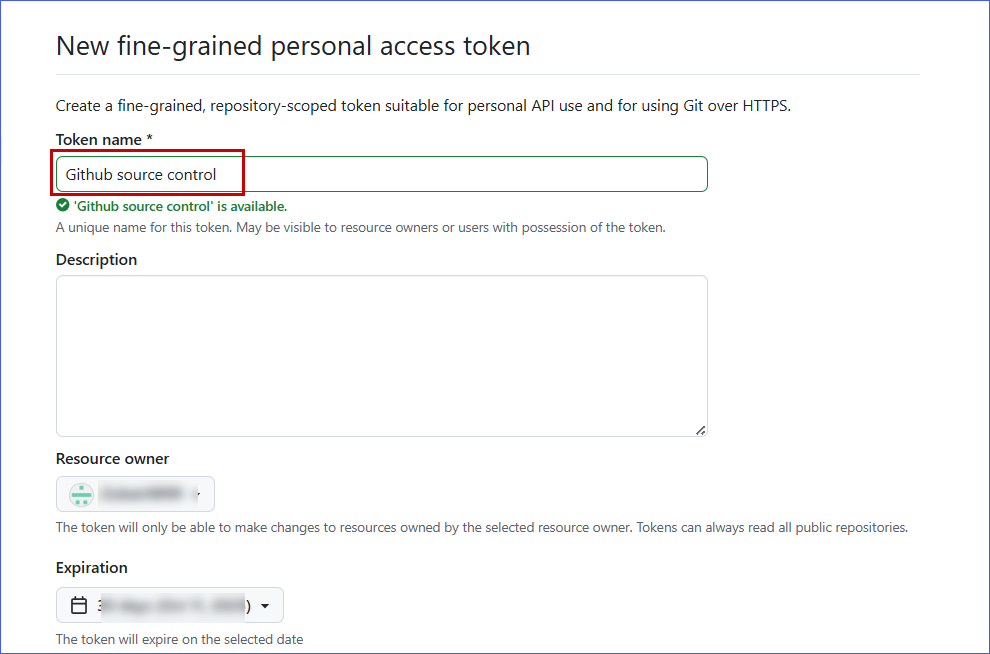 New fine-grained personal access token
Create a fine-grained, repository-scoped token suitable for personal API use and for using Git over HTTPS.
Token name *
Github source control
'Github source control' is available.
A unique name for this token. May be visible to resource owners or users with possession of the token.
Description
Resource owner
The token will only be able to make changes to resources owned by the selected resource owner. Tokens can always read all public repositories.
Expiration
The token will expire on the selected date